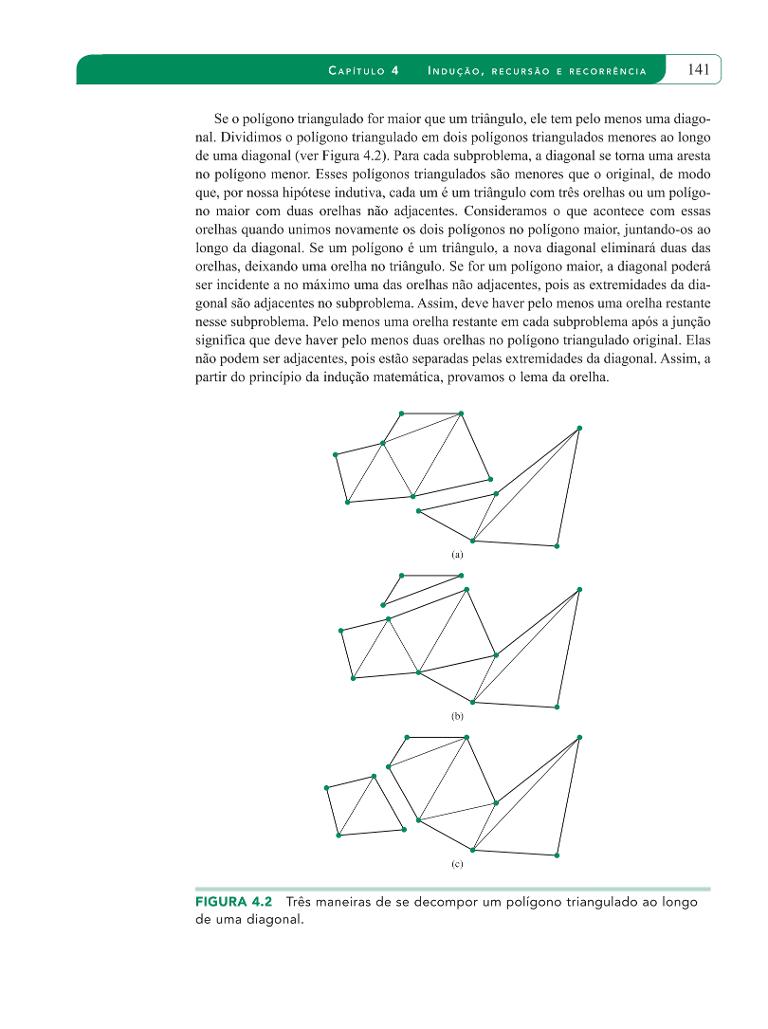 CAPÍTULO 4 INDUÇÃO, RECURSÃO E RECORRÊNCIA 141
Se o polígono triangulado for maior que um triângulo, ele tem pelo menos uma diago-
nal. Dividimos o polígono triangulado em dois polígonos triangulados menores ao longo
de uma diagonal (ver Figura 4.2). Para cada subproblema, a diagonal se torna uma aresta
no polígono menor. Esses polígonos triangulados são menores que o original, de modo
que, por nossa hipótese indutiva, cada um é um triângulo com três orelhas ou um polígo-
no maior com duas orelhas não adjacentes. Consideramos o que acontece com essas
orelhas quando unimos novamente os dois polígonos no polígono maior, juntando-os ao
longo da diagonal. Se um polígono é um triângulo, a nova diagonal eliminará duas das
orelhas, deixando uma orelha no triângulo. Se for um polígono maior, a diagonal poderá
ser incidente a no máximo uma das orelhas não adjacentes, pois as extremidades da dia-
gonal são adjacentes no subproblema. Assim, deve haver pelo menos uma orelha restante
nesse subproblema. Pelo menos uma orelha restante em cada subproblema após a junção
significa que deve haver pelo menos duas orelhas no polígono triangulado original. Elas
não podem ser adjacentes, pois estão separadas pelas extremidades da diagonal. Assim, a
partir do princípio da indução matemática, provamos o lema da orelha.
(a)
(b)
(c)
FIGURA 4.2 Três maneiras de se decompor um polígono triangulado ao longo
de uma diagonal.